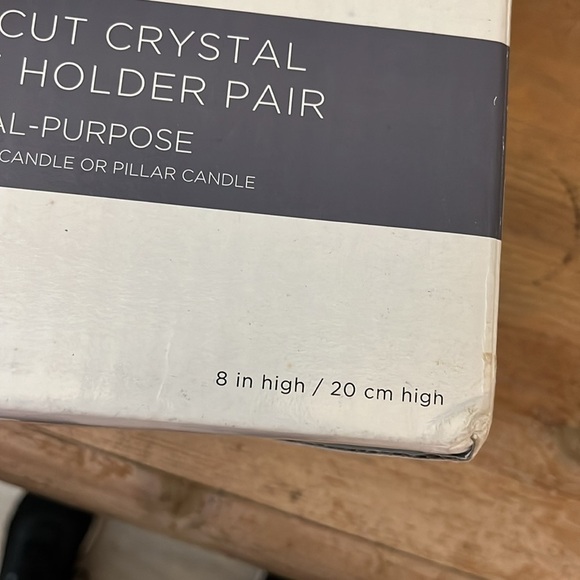 CUT CRYSTAL
HOLDER PAIR
AL-PURPOSE
CANDLE OR PILLAR CANDLE
8 in high / 20 cm high